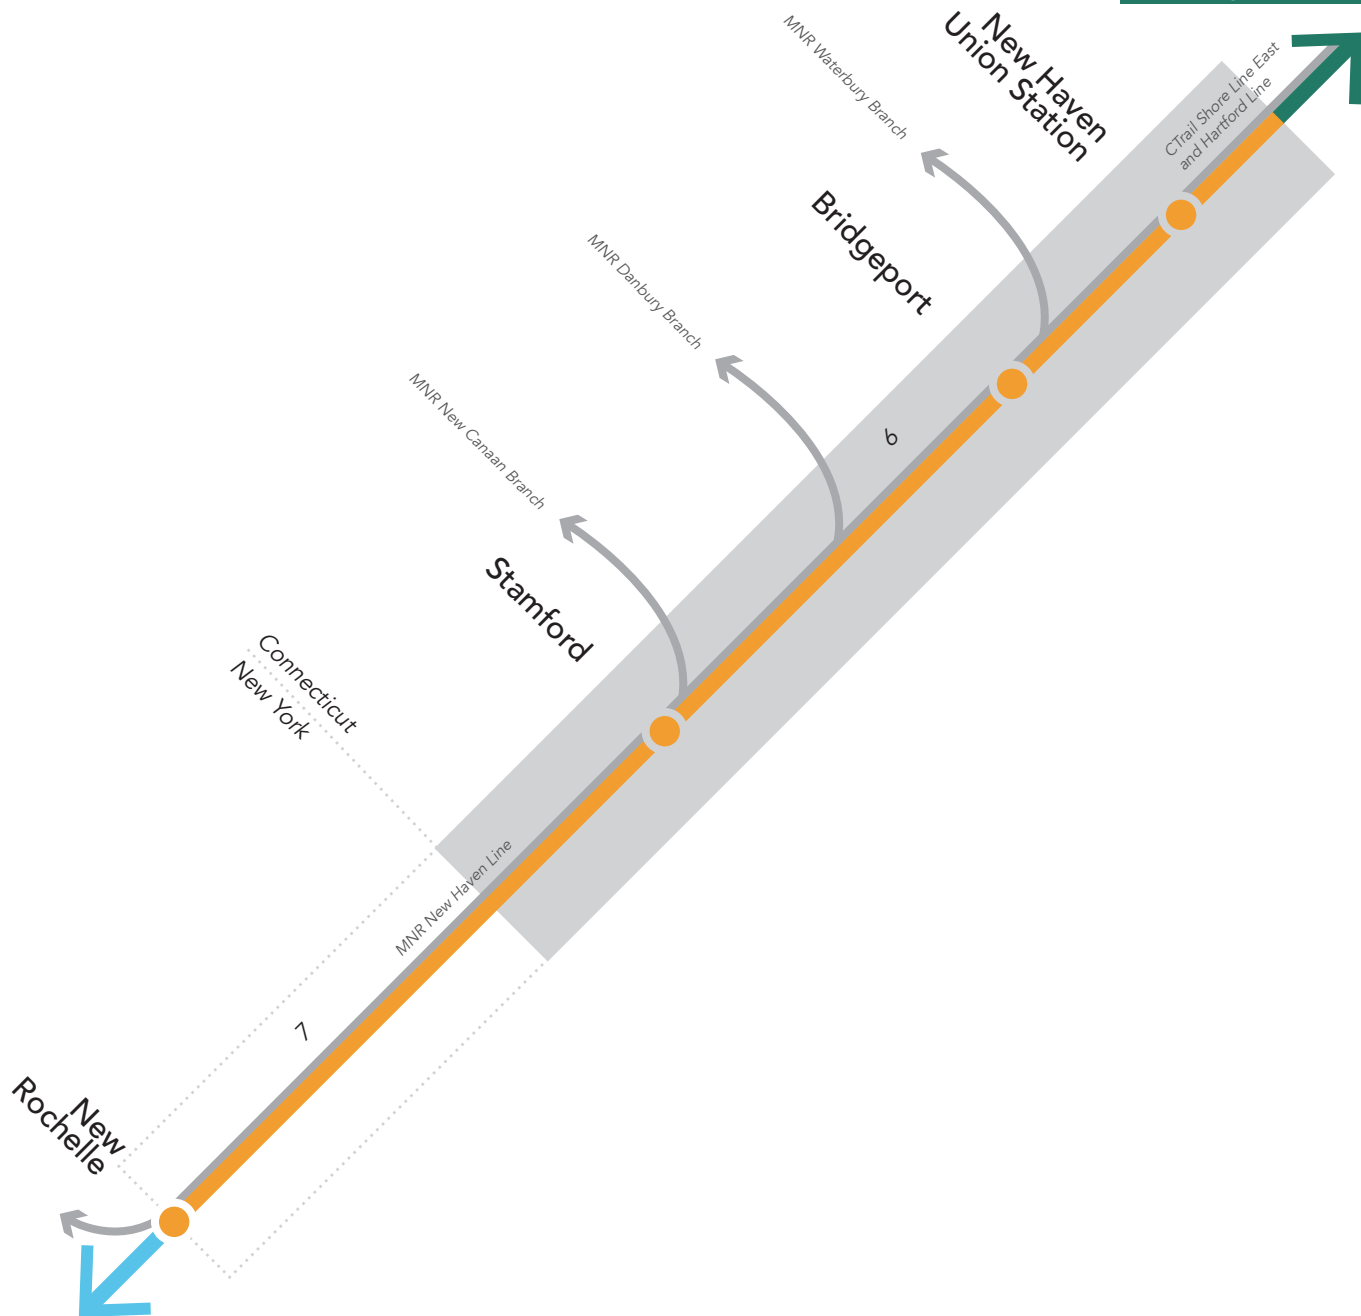 New Haven
Union Station
MNR Waterbury Branch
CTrail Shore Line East
and Hartford Line
Bridgeport
MNR Danbury Branch
MNR New Canaan Branch
6
Stamford
Connecticut
New York
MNR New Haven Line
7
New
Rochelle